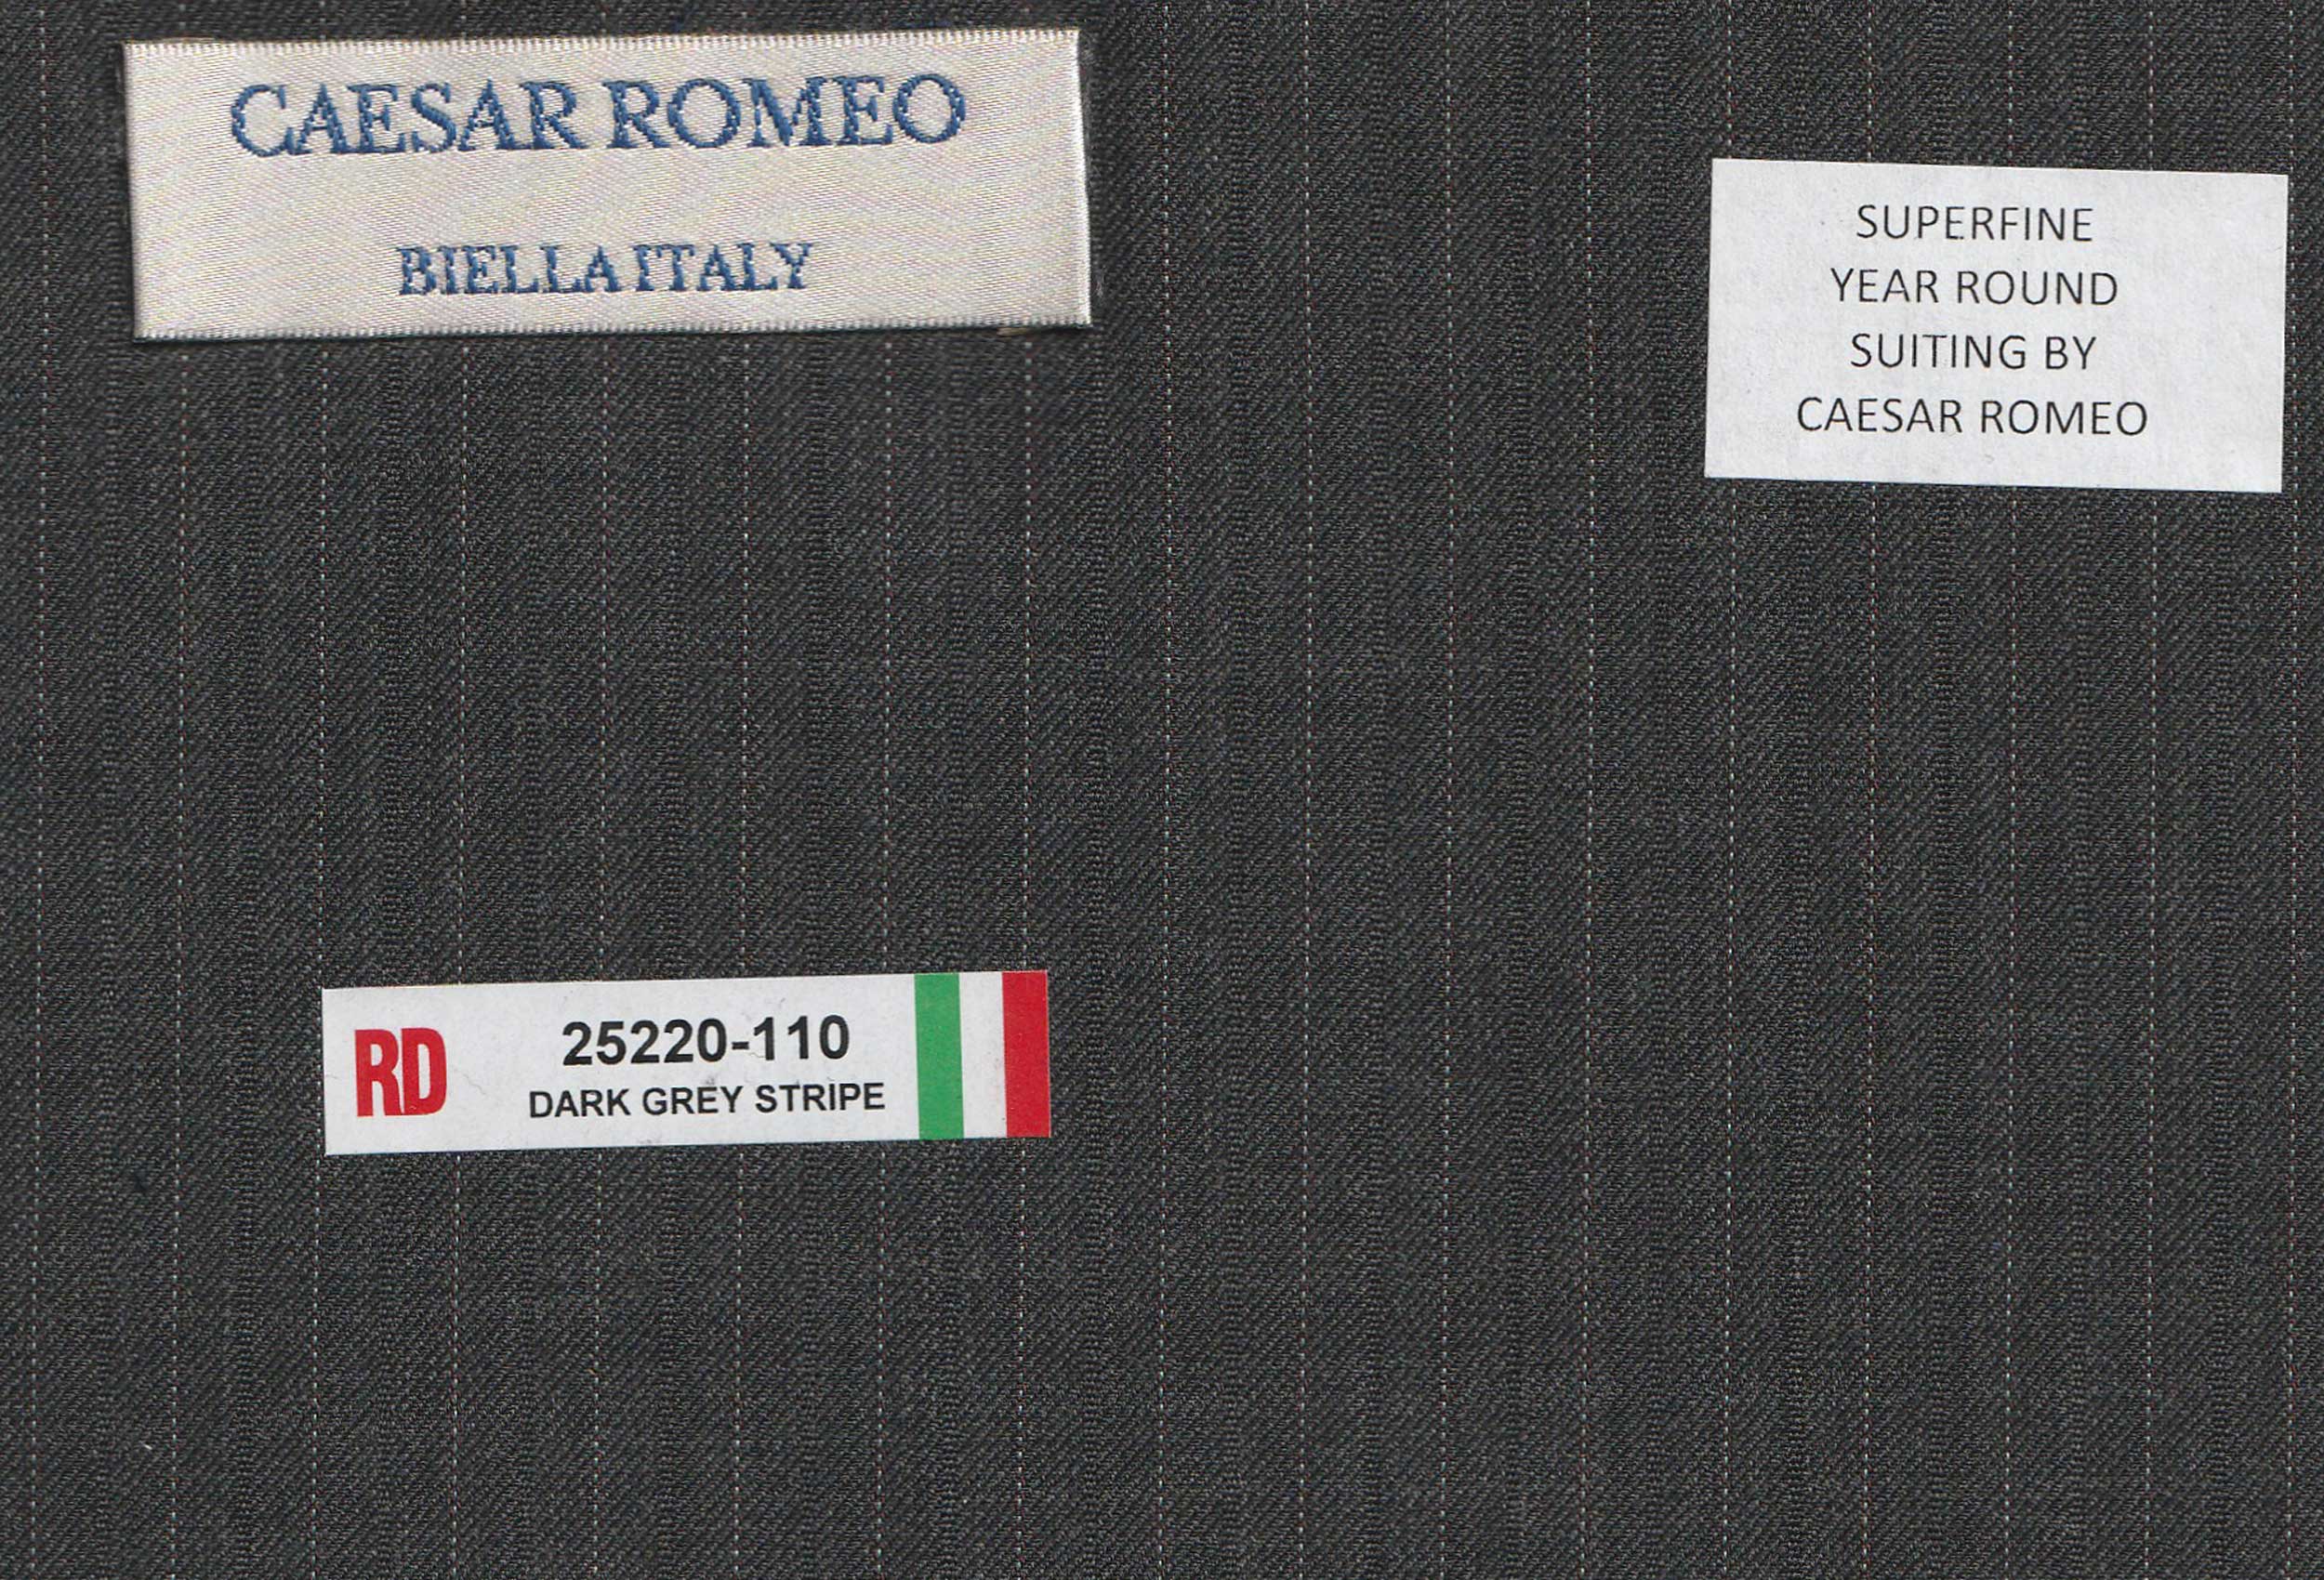 CAESAR ROMEO
BIELLA ITALY
SUPERFINE
YEAR ROUND
SUITING BY
CAESAR ROMEO
RD
25220-110
DARK GREY STRIPE